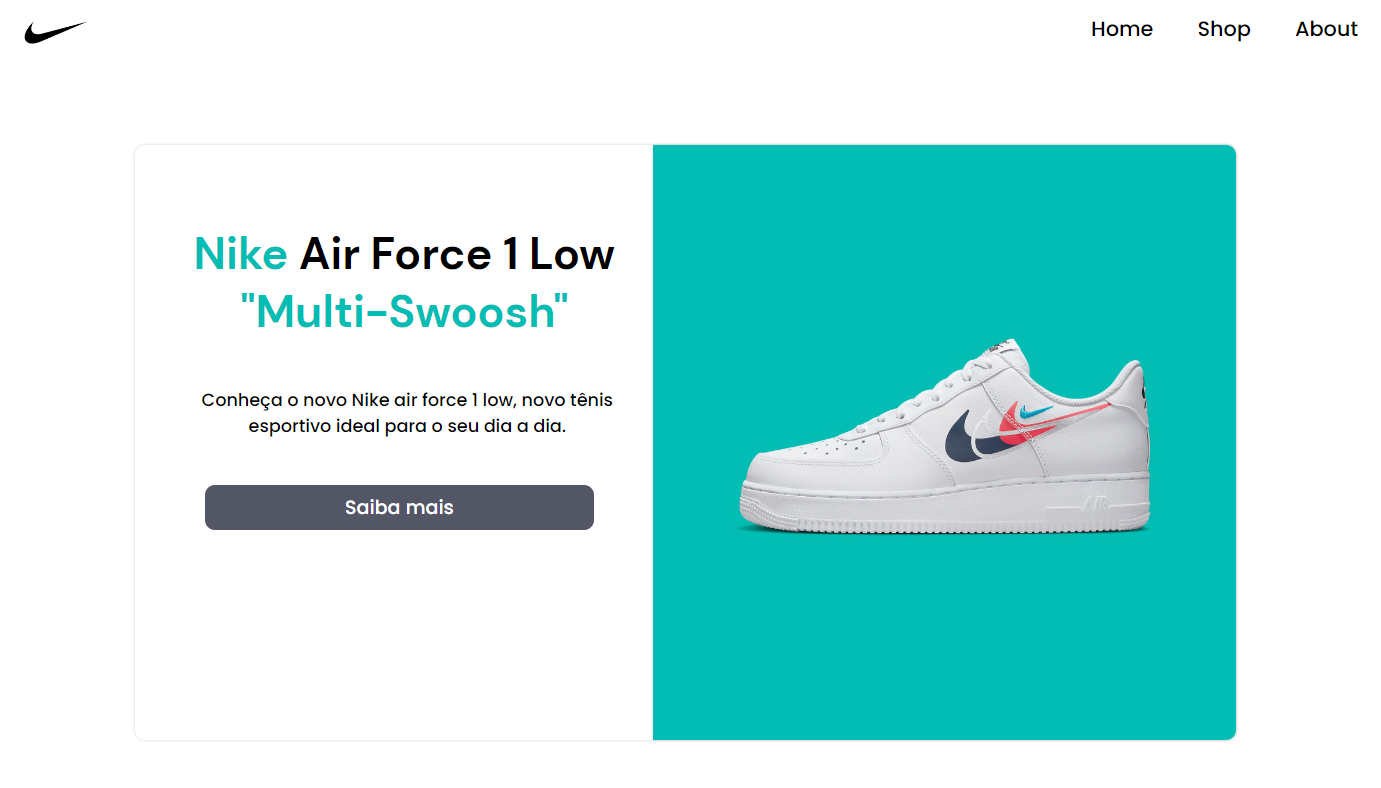 Home Shop About
Nike Air Force 1 Low
"Multi-Swoosh"
Conheça o novo Nike air force 1 low, novo tênis
esportivo ideal para o seu dia a dia.
Saiba mais
AIR